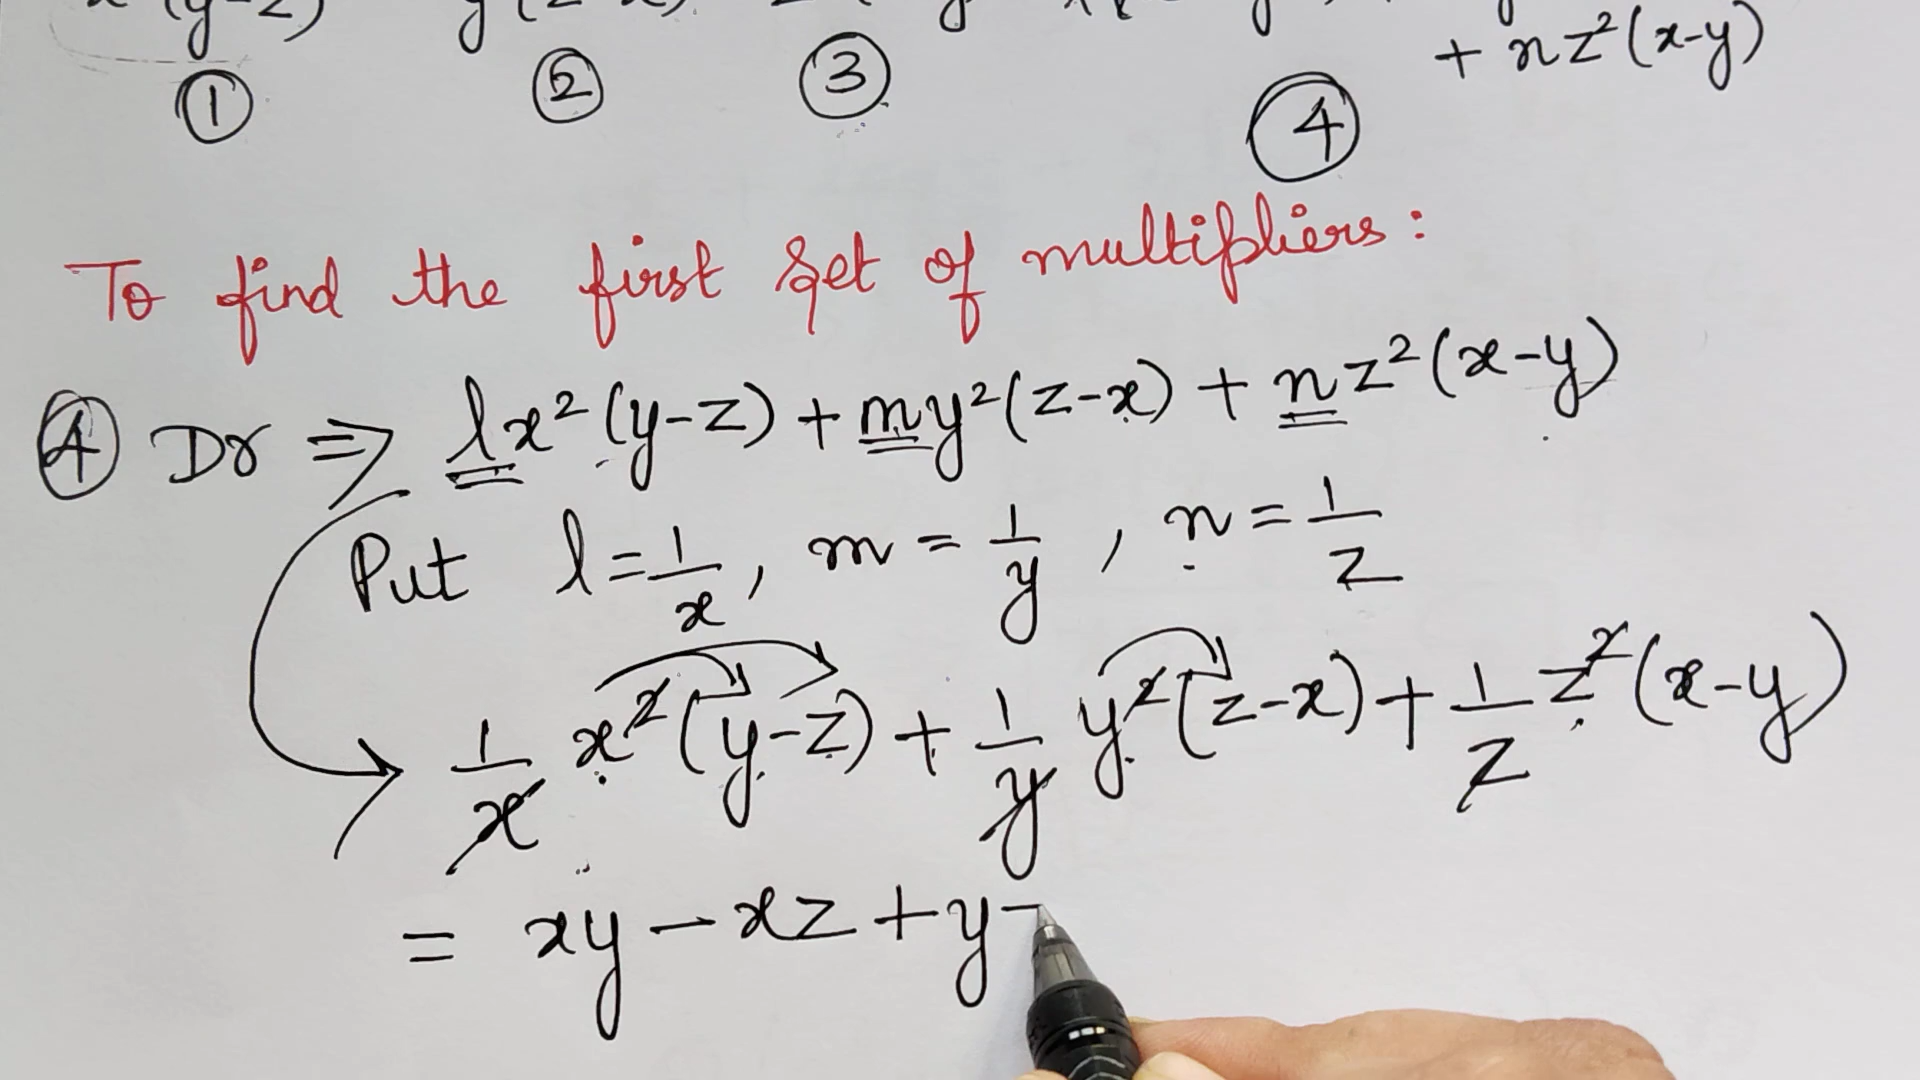 + nz²(x-y)
① ② ③ ④
To find the first set of multipliers:
④ Dr ⇒ lx²(y-z) + my²(z-x) + nz²(x-y)
Put l = 1/x, m = 1/y, n = 1/z
1/x x²(y-z) + 1/y y²(z-x) + 1/z z²(x-y)
= xy - xz + y